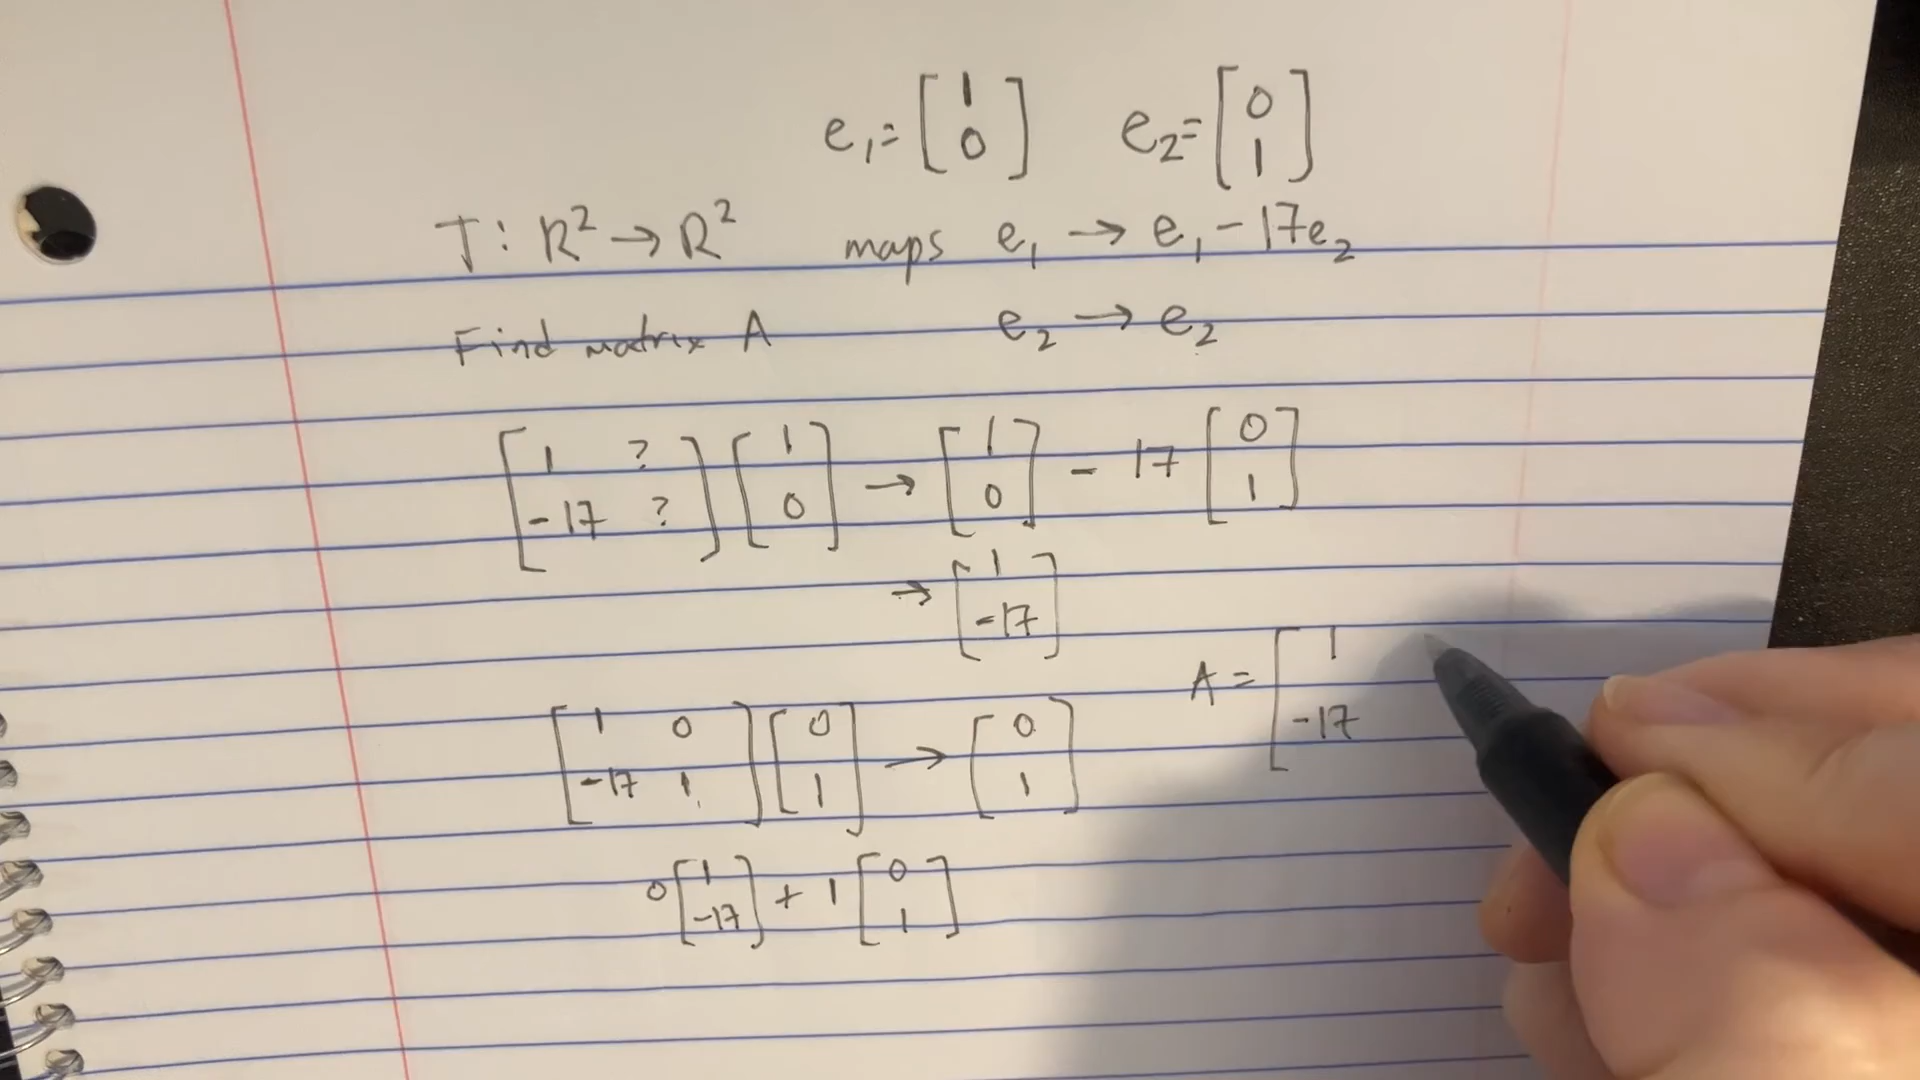 e₁= [1 0] e₂= [0 1]
T: R² → R² maps e₁ → e₁ - 17e₂
Find matrix A e₂ → e₂
[1 ? -17 ?] [1 0] → [1 0] - 17 [0 1]
→ [1 -17]
A = [1 -17
[1 0 -17 1] [0 1] → [0 1]
0 [1 -17] + 1 [0 1]